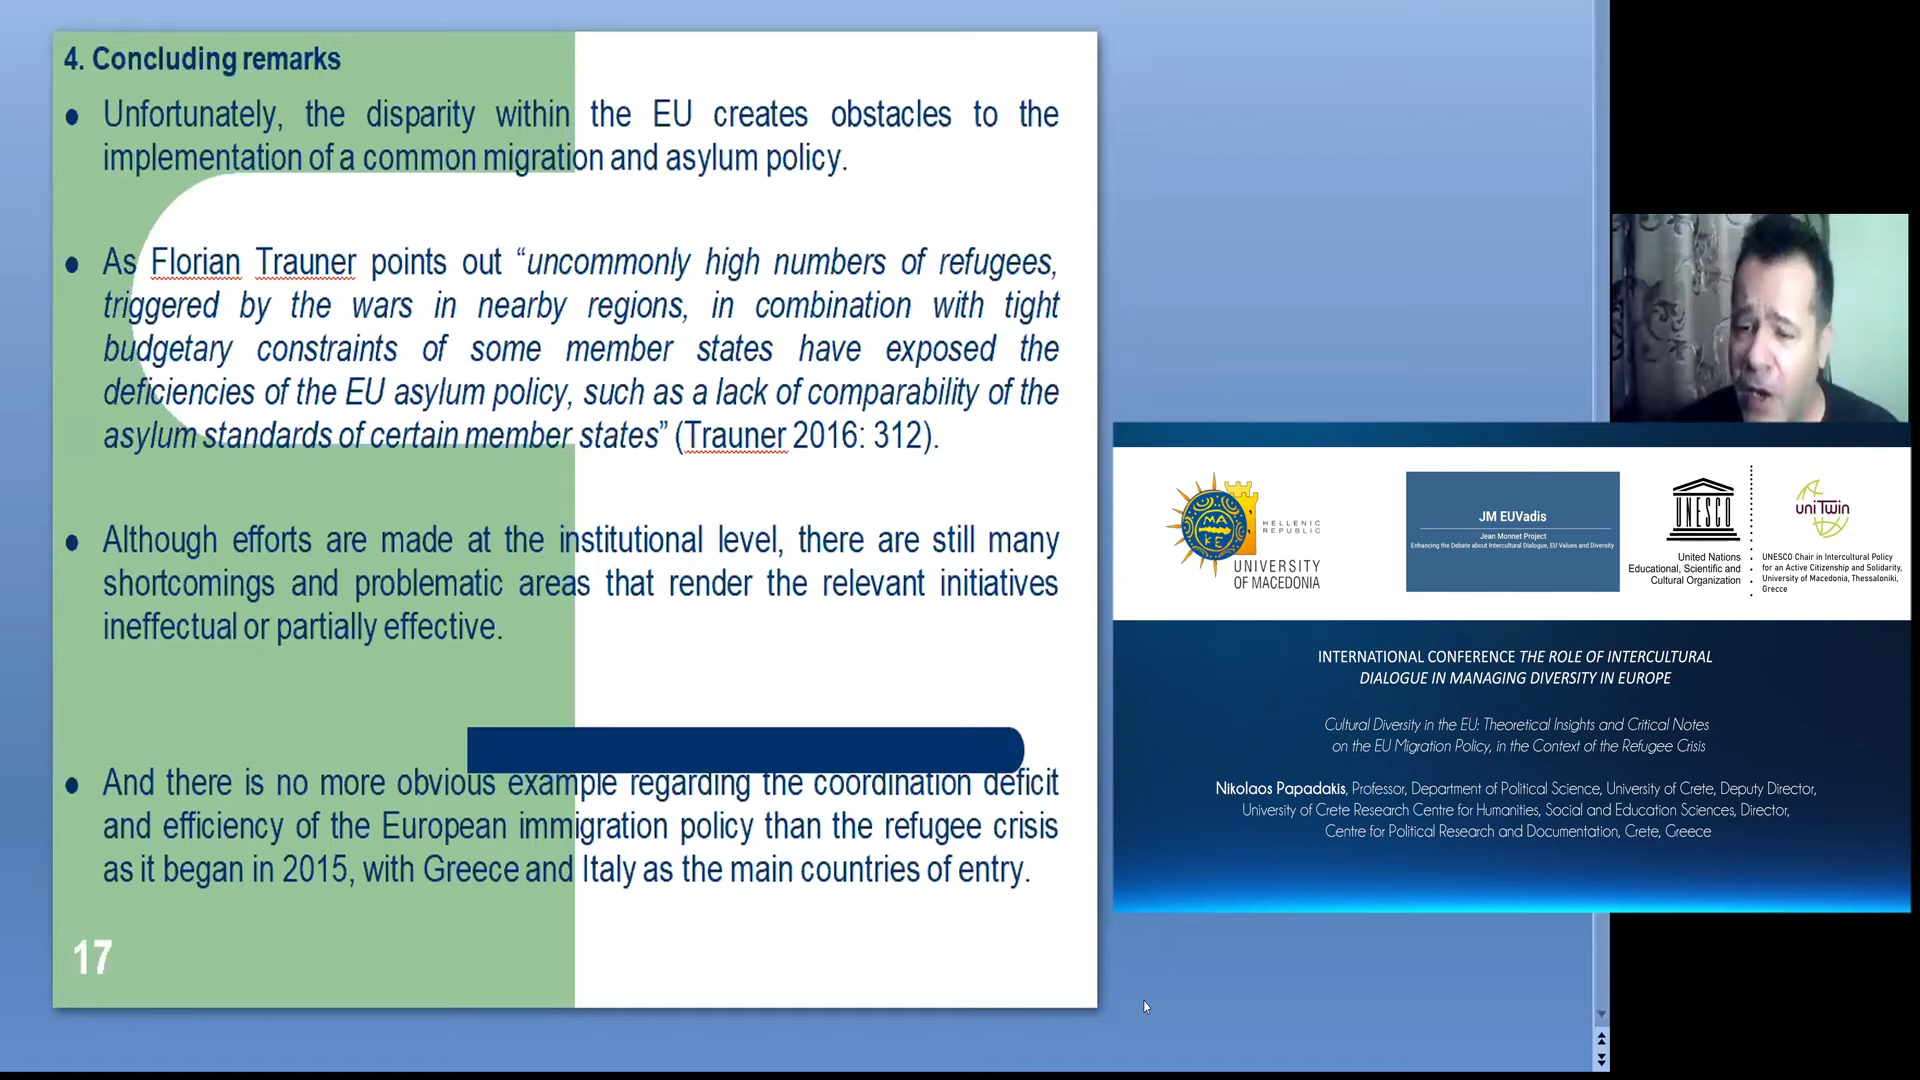 4. Concluding remarks
● Unfortunately, the disparity within the EU creates obstacles to the
implementation of a common migration and asylum policy.
● As Florian Trauner points out “uncommonly high numbers of refugees,
triggered by the wars in nearby regions, in combination with tight
budgetary constraints of some member states have exposed the
deficiencies of the EU asylum policy, such as a lack of comparability of the
asylum standards of certain member states” (Trauner 2016: 312).
● Although efforts are made at the institutional level, there are still many
shortcomings and problematic areas that render the relevant initiatives
ineffectual or partially effective.
● And there is no more obvious example regarding the coordination deficit
and efficiency of the European immigration policy than the refugee crisis
as it began in 2015, with Greece and Italy as the main countries of entry.
17
MA
KE
HELLENIC
REPUBLIC
UNIVERSITY
OF MACEDONIA
JM EUVadis
Jean Monnet Project
Enhancing the Debate about Intercultural Dialogue, EU Values and Diversity
UNESCO
United Nations
Educational, Scientific and
Cultural Organization
uniTwin
UNESCO Chair in Intercultural Policy
for an Active Citizenship and Solidarity,
University of Macedonia, Thessaloniki,
Greece
INTERNATIONAL CONFERENCE THE ROLE OF INTERCULTURAL
DIALOGUE IN MANAGING DIVERSITY IN EUROPE
Cultural Diversity in the EU: Theoretical Insights and Critical Notes
on the EU Migration Policy, in the Context of the Refugee Crisis
Nikolaos Papadakis, Professor, Department of Political Science, University of Crete, Deputy Director,
University of Crete Research Centre for Humanities, Social and Education Sciences, Director,
Centre for Political Research and Documentation, Crete, Greece